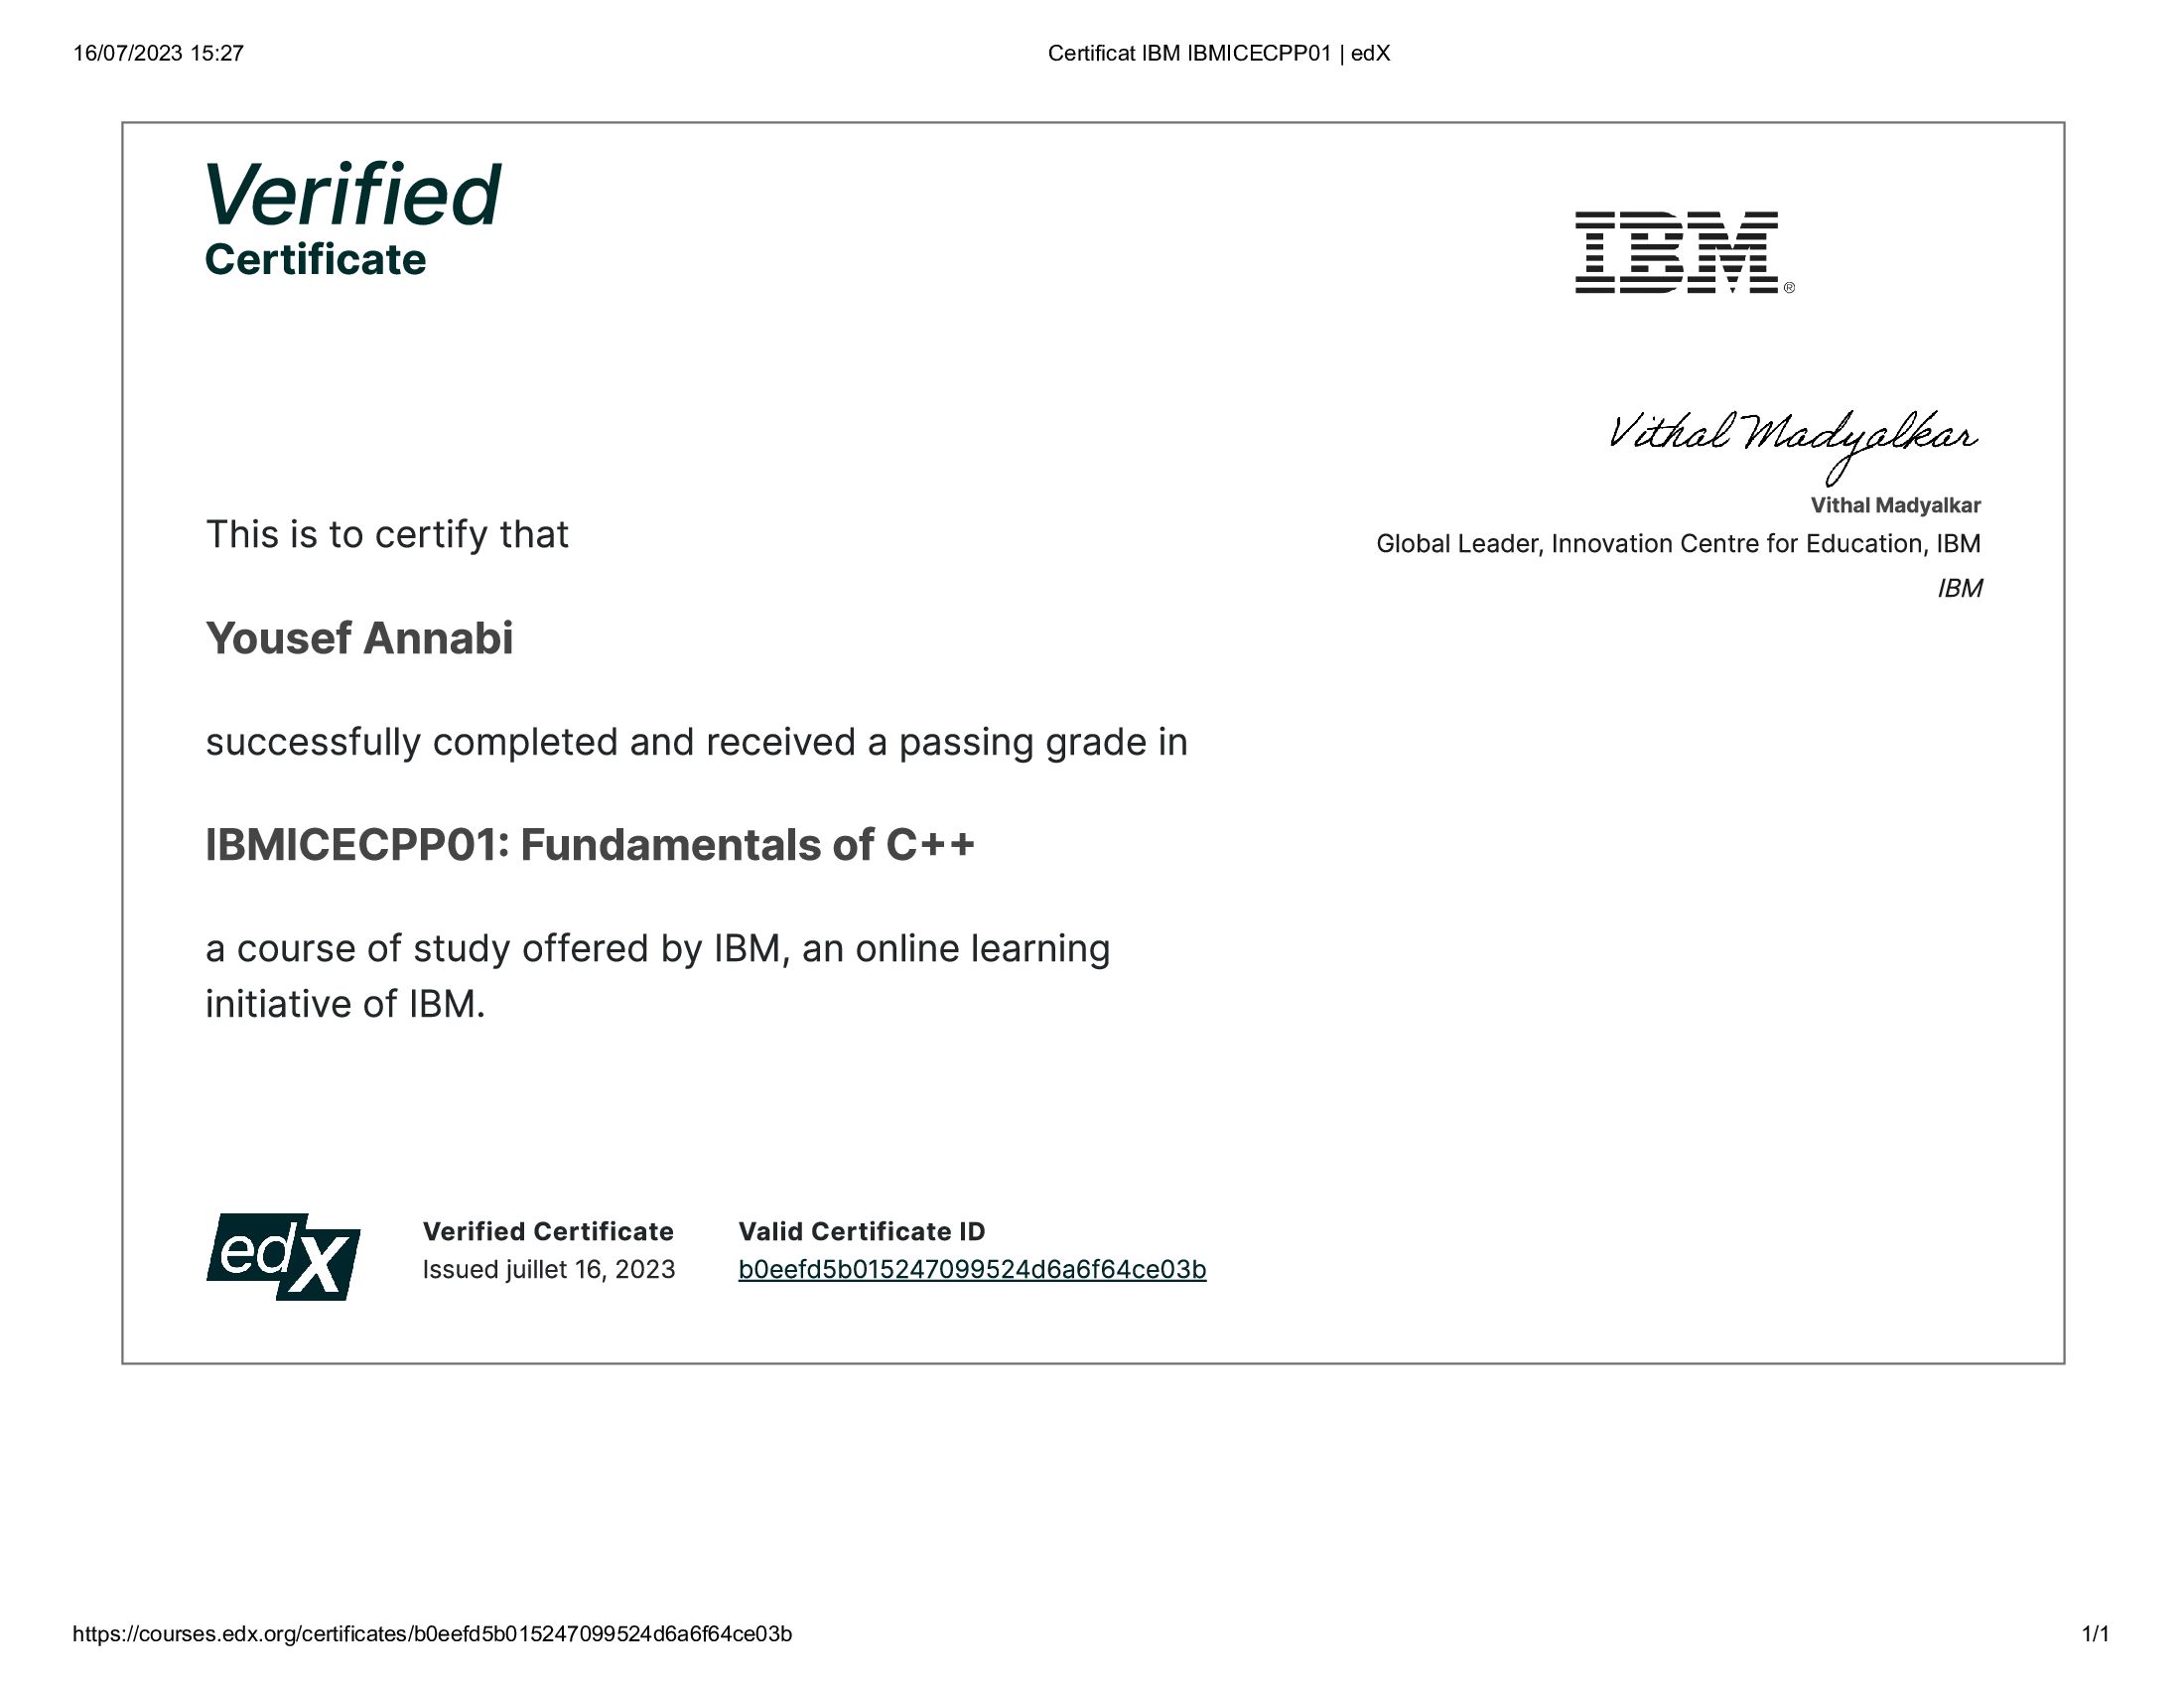 16/07/2023 15:27
Certificat IBM IBMICECPP01 | edX
Verified
Certificate
IBM®
Vithal Madyalkar
Vithal Madyalkar
Global Leader, Innovation Centre for Education, IBM
IBM
This is to certify that
Yousef Annabi
successfully completed and received a passing grade in
IBMICECPP01: Fundamentals of C++
a course of study offered by IBM, an online learning
initiative of IBM.
edX
Verified Certificate
Issued juillet 16, 2023
Valid Certificate ID
b0eefd5b015247099524d6a6f64ce03b
https://courses.edx.org/certificates/b0eefd5b015247099524d6a6f64ce03b
1/1